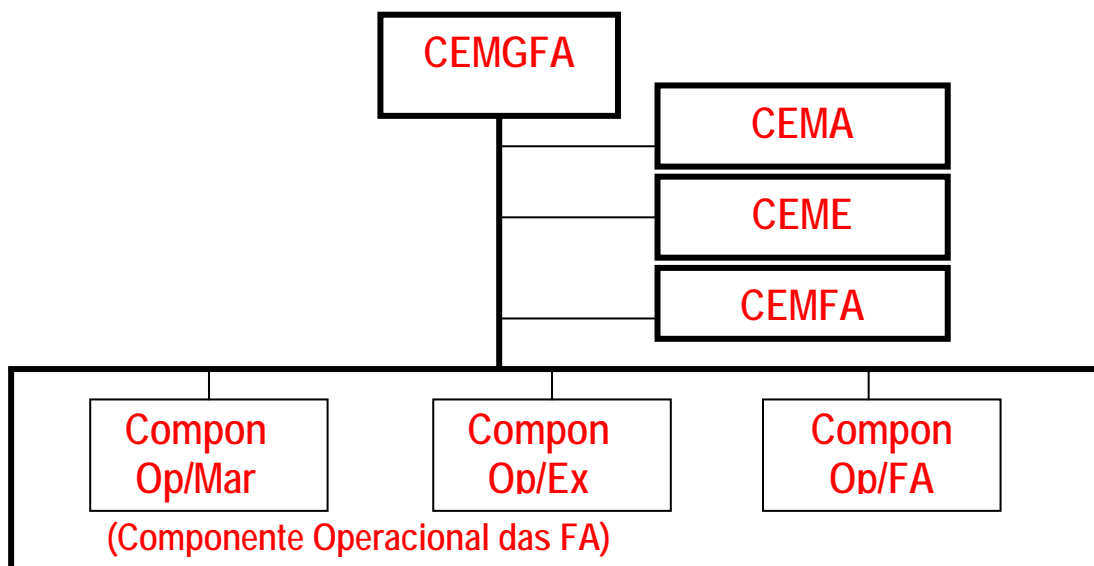 CEMGFA
CEMA
CEME
CEMFA
Compon
Op/Mar
Compon
Op/Ex
Compon
Op/FA
(Componente Operacional das FA)